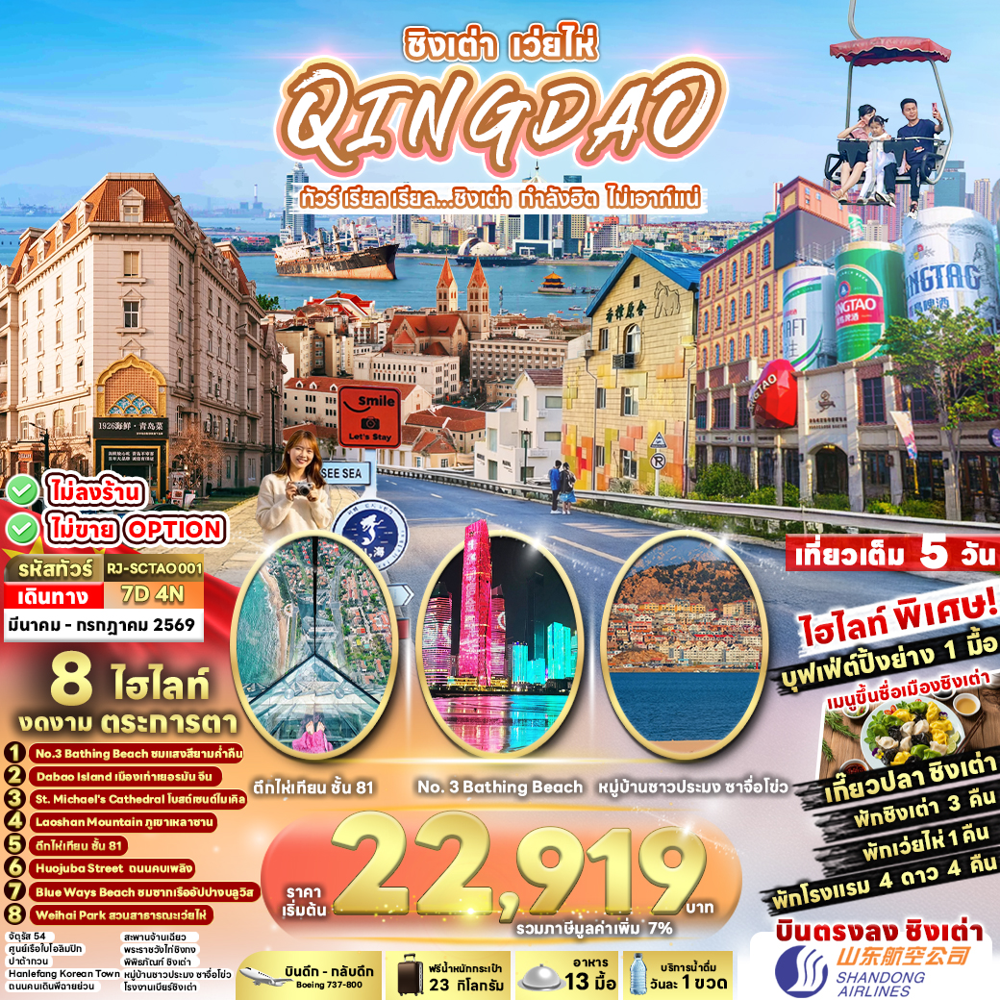 ชิงเต่า เว่ยไห่
QINGDAO
ทัวร์ เรียล เรียล...ชิงเต่า กำลังฮิต ไม่เอาท์แน่
香樟居舍
TSINGTAO
TSINGTAO
1926海鲜·青岛菜
Smile
Let's Stay
SEE SEA
ไม่ลงร้าน
ไม่ขาย OPTION
รหัสทัวร์ RJ-SCTAO001
เดินทาง 7D 4N
มีนาคม - กรกฎาคม 2569
เที่ยวเต็ม 5 วัน
ไฮไลท์ พิเศษ!
บุฟเฟ่ต์ปิ้งย่าง 1 มื้อ
เมนูขึ้นชื่อเมืองชิงเต่า
เกี๊ยวปลา ชิงเต่า
พักชิงเต่า 3 คืน
พักเว่ยไห่ 1 คืน
พักโรงแรม 4 ดาว 4 คืน
8 ไฮไลท์
งดงาม ตระการตา
1 No.3 Bathing Beach ชมแสงสียามค่ำคืน
2 Dabao Island เมืองเก่าเยอรมัน จีน
3 St. Michael's Cathedral โบสถ์เซนต์ไมเคิล
4 Laoshan Mountain ภูเขาเหลาซาน
5 ตึกไห่เทียน ชั้น 81
6 Huojuba Street ถนนคบเพลิง
7 Blue Ways Beach ชมซากเรืออัปปางบลูวิส
8 Weihai Park สวนสาธารณะเว่ยไห่
จัตุรัส 54
ศูนย์เรือใบโอลิมปิก
ปาต้ากวน
Hanlefang Korean Town
ถนนคนเดินพีฉายย่วน
สะพานจ้านเฉียว
พระราชวังไก่ชิงกง
พิพิธภัณฑ์ ชิงเต่า
หมู่บ้านชาวประมง ซาจื่อโข่ว
โรงงานเบียร์ชิงเต่า
ตึกไห่เทียน ชั้น 81
No. 3 Bathing Beach
หมู่บ้านชาวประมง ซาจื่อโข่ว
ราคา
เริ่มต้น
22,919 บาท
รวมภาษีมูลค่าเพิ่ม 7%
บินดึก - กลับดึก
Boeing 737-800
ฟรีน้ำหนักกระเป๋า
23 กิโลกรัม
อาหาร
13 มื้อ
บริการน้ำดื่ม
วันละ 1 ขวด
บินตรงลง ชิงเต่า
山东航空公司
SHANDONG
AIRLINES